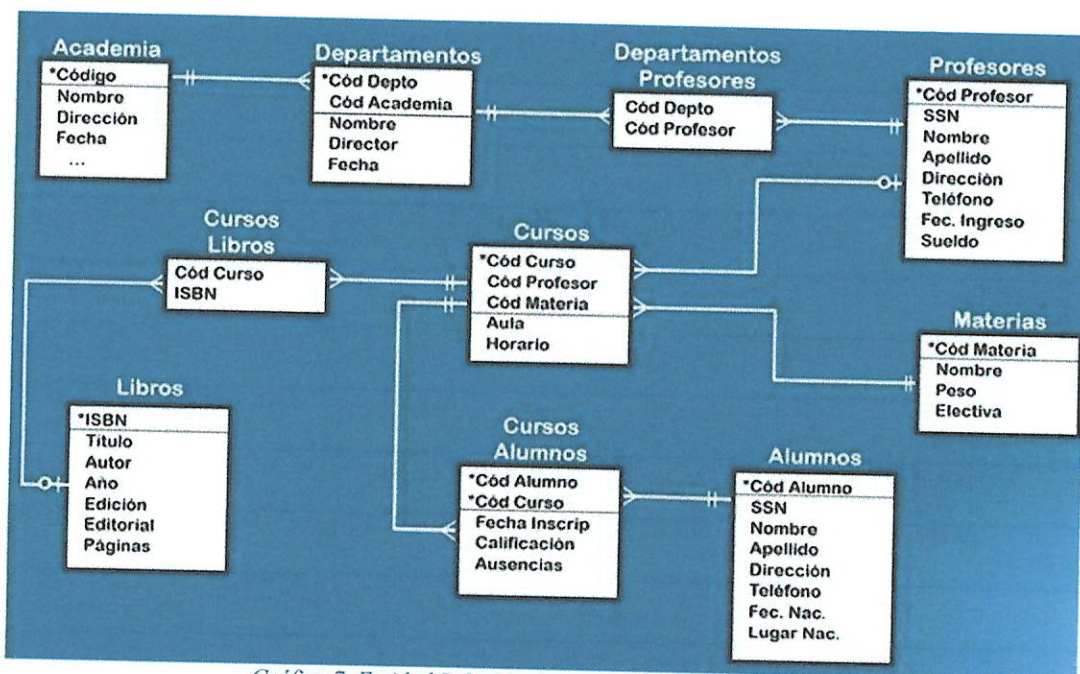 Academia
*Código
Nombre
Dirección
Fecha
...
Departamentos
*Cód Depto
Cód Academia
Nombre
Director
Fecha
Departamentos
Profesores
Cód Depto
Cód Profesor
Profesores
*Cód Profesor
SSN
Nombre
Apellido
Dirección
Teléfono
Fec. Ingreso
Sueldo
Cursos
Libros
Cód Curso
ISBN
Cursos
*Cód Curso
Cód Profesor
Cód Materia
Aula
Horario
Materias
*Cód Materia
Nombre
Peso
Electiva
Libros
*ISBN
Título
Autor
Año
Edición
Editorial
Páginas
Cursos
Alumnos
*Cód Alumno
*Cód Curso
Fecha Inscrip
Calificación
Ausencias
Alumnos
*Cód Alumno
SSN
Nombre
Apellido
Dirección
Teléfono
Fec. Nac.
Lugar Nac.
7. Entidad